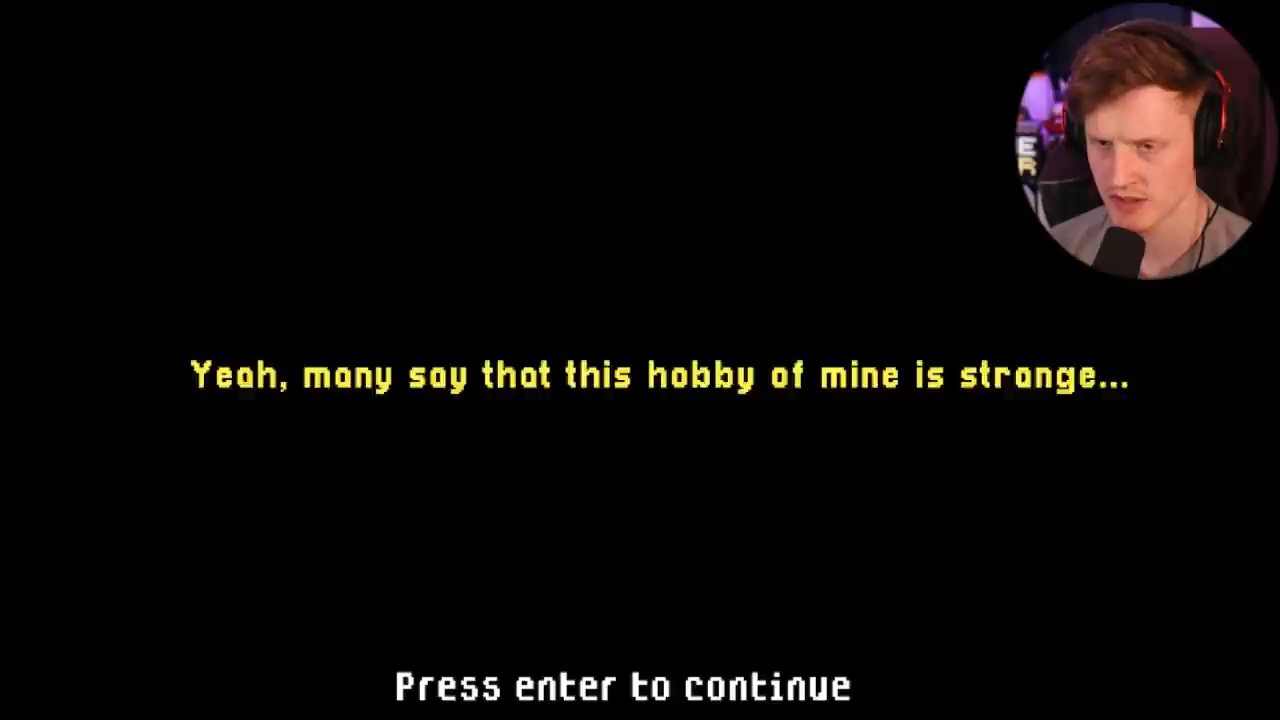 E
R
Yeah, many say that this hobby of mine is strange...
Press enter to continue